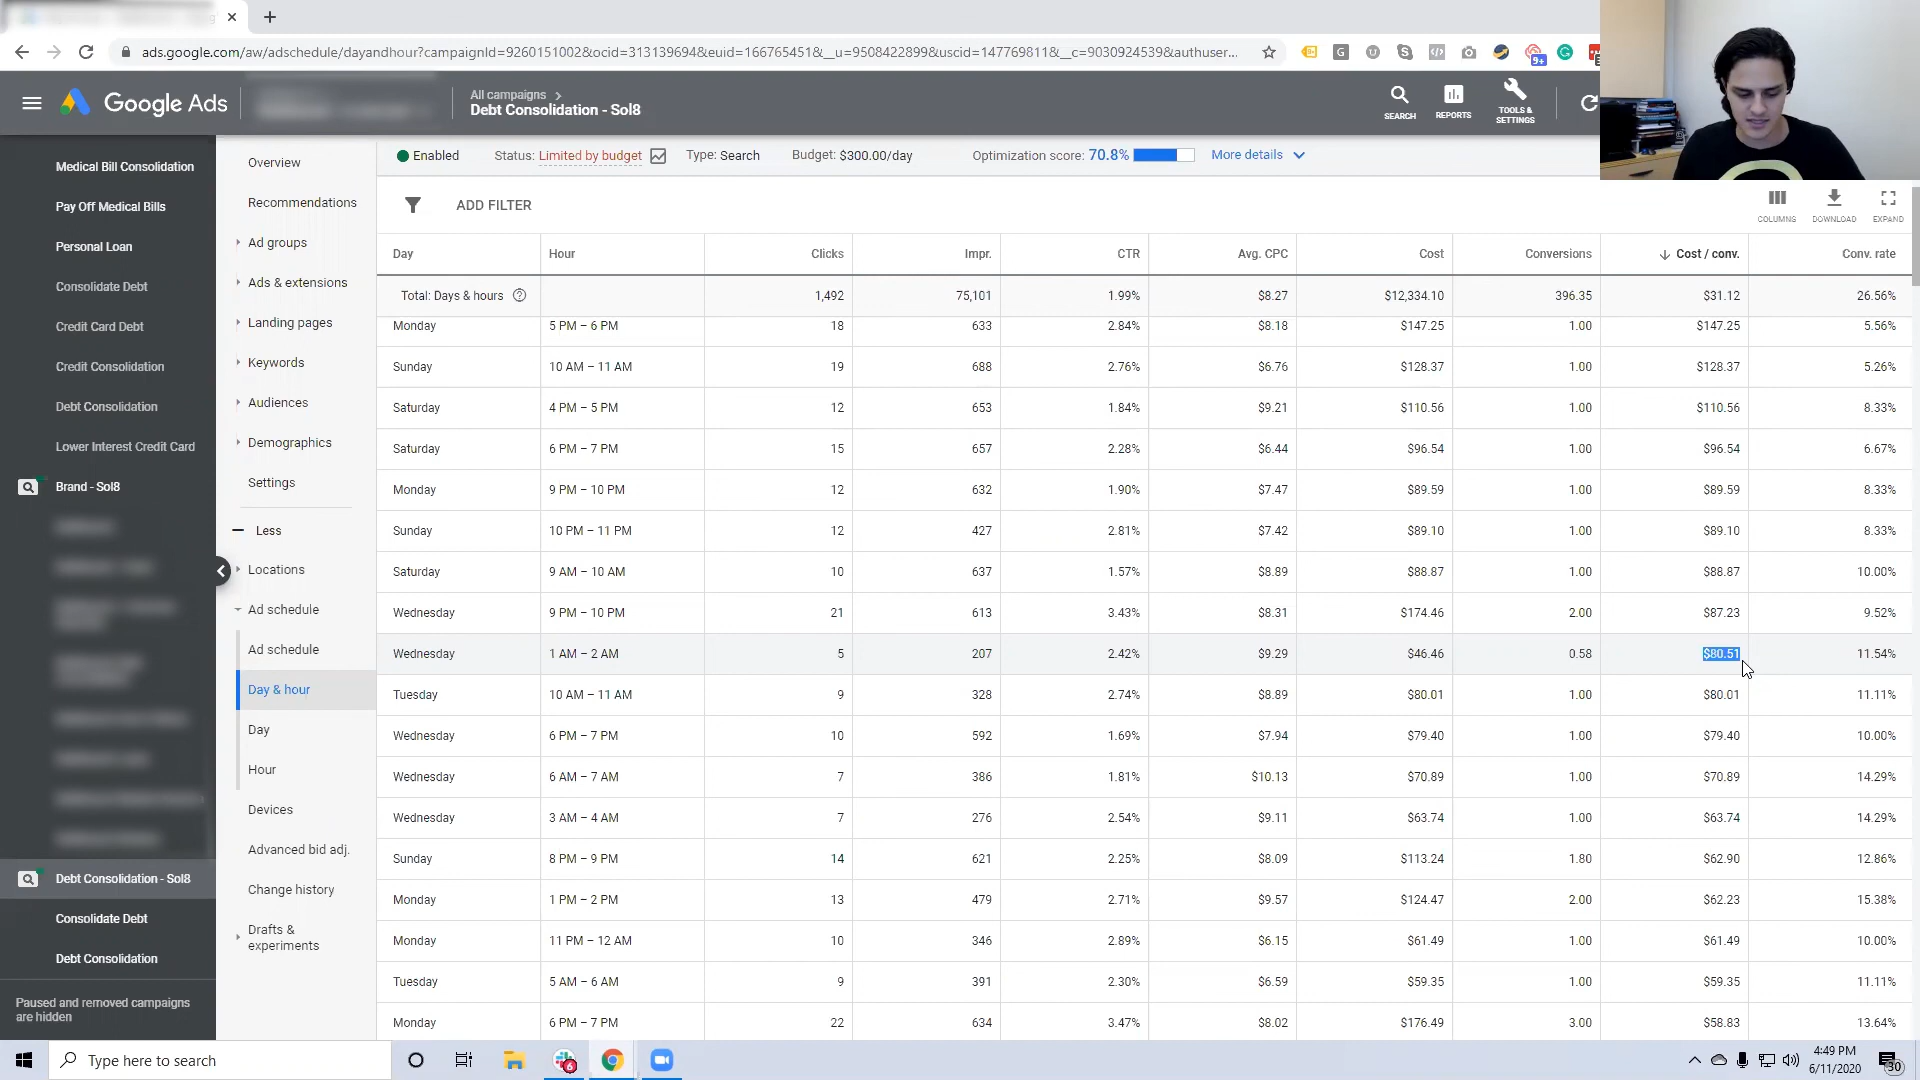 ads.google.com/aw/adschedule/dayandhour?campaignId=9260151002&ocid=313139694&euid=166765451&__u=9508422899&uscid=147769811&__c=9030924539&authuser...
9+
Google Ads
All campaigns
Debt Consolidation - Sol8
SEARCH
REPORTS
TOOLS &
SETTINGS
Enabled
Status: Limited by budget
Type: Search
Budget: $300.00/day
Optimization score: 70.8%
More details
Medical Bill Consolidation
Pay Off Medical Bills
Personal Loan
Consolidate Debt
Credit Card Debt
Credit Consolidation
Debt Consolidation
Lower Interest Credit Card
Brand - Sol8
Debt Consolidation - Sol8
Consolidate Debt
Debt Consolidation
Paused and removed campaigns
are hidden
Overview
Recommendations
Ad groups
Ads & extensions
Landing pages
Keywords
Audiences
Demographics
Settings
Less
Locations
Ad schedule
Ad schedule
Day & hour
Day
Hour
Devices
Advanced bid adj.
Change history
Drafts &
experiments
ADD FILTER
COLUMNS
DOWNLOAD
EXPAND
Day Hour Clicks Impr. CTR Avg. CPC Cost Conversions Cost / conv. Conv. rate
Total: Days & hours 1,492 75,101 1.99% $8.27 $12,334.10 396.35 $31.12 26.56%
Monday 5 PM – 6 PM 18 633 2.84% $8.18 $147.25 1.00 $147.25 5.56%
Sunday 10 AM – 11 AM 19 688 2.76% $6.76 $128.37 1.00 $128.37 5.26%
Saturday 4 PM – 5 PM 12 653 1.84% $9.21 $110.56 1.00 $110.56 8.33%
Saturday 6 PM – 7 PM 15 657 2.28% $6.44 $96.54 1.00 $96.54 6.67%
Monday 9 PM – 10 PM 12 632 1.90% $7.47 $89.59 1.00 $89.59 8.33%
Sunday 10 PM – 11 PM 12 427 2.81% $7.42 $89.10 1.00 $89.10 8.33%
Saturday 9 AM – 10 AM 10 637 1.57% $8.89 $88.87 1.00 $88.87 10.00%
Wednesday 9 PM – 10 PM 21 613 3.43% $8.31 $174.46 2.00 $87.23 9.52%
Wednesday 1 AM – 2 AM 5 207 2.42% $9.29 $46.46 0.58 $80.51 11.54%
Tuesday 10 AM – 11 AM 9 328 2.74% $8.89 $80.01 1.00 $80.01 11.11%
Wednesday 6 PM – 7 PM 10 592 1.69% $7.94 $79.40 1.00 $79.40 10.00%
Wednesday 6 AM – 7 AM 7 386 1.81% $10.13 $70.89 1.00 $70.89 14.29%
Wednesday 3 AM – 4 AM 7 276 2.54% $9.11 $63.74 1.00 $63.74 14.29%
Sunday 8 PM – 9 PM 14 621 2.25% $8.09 $113.24 1.80 $62.90 12.86%
Monday 1 PM – 2 PM 13 479 2.71% $9.57 $124.47 2.00 $62.23 15.38%
Monday 11 PM – 12 AM 10 346 2.89% $6.15 $61.49 1.00 $61.49 10.00%
Tuesday 5 AM – 6 AM 9 391 2.30% $6.59 $59.35 1.00 $59.35 11.11%
Monday 6 PM – 7 PM 22 634 3.47% $8.02 $176.49 3.00 $58.83 13.64%
Type here to search
6
4:49 PM
6/11/2020
30